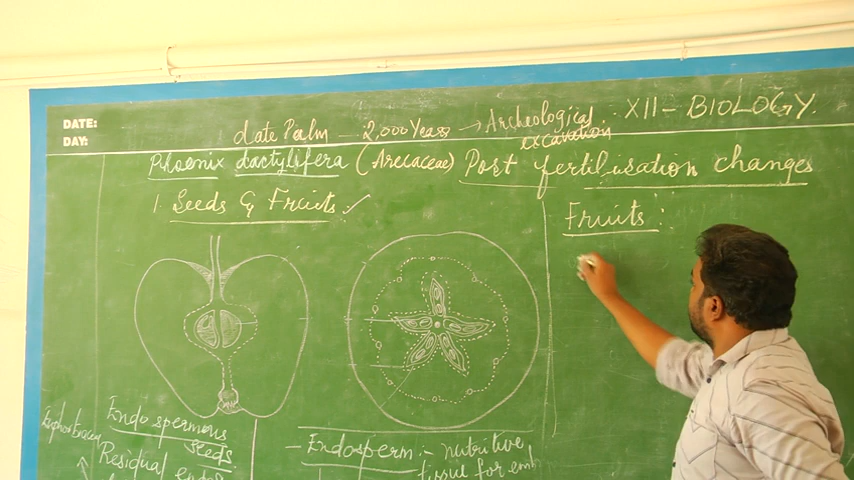 DATE:
DAY:
date Palm — 2,000 Years → Archeological excavation
XII - BIOLOGY.
Phoenix dactylifera (Arecaceae)
Post fertilisation changes
1. Seeds & Fruits:
Fruits:
Endospermous seeds.
Residual
- Endosperm:- nutritive
tissue for